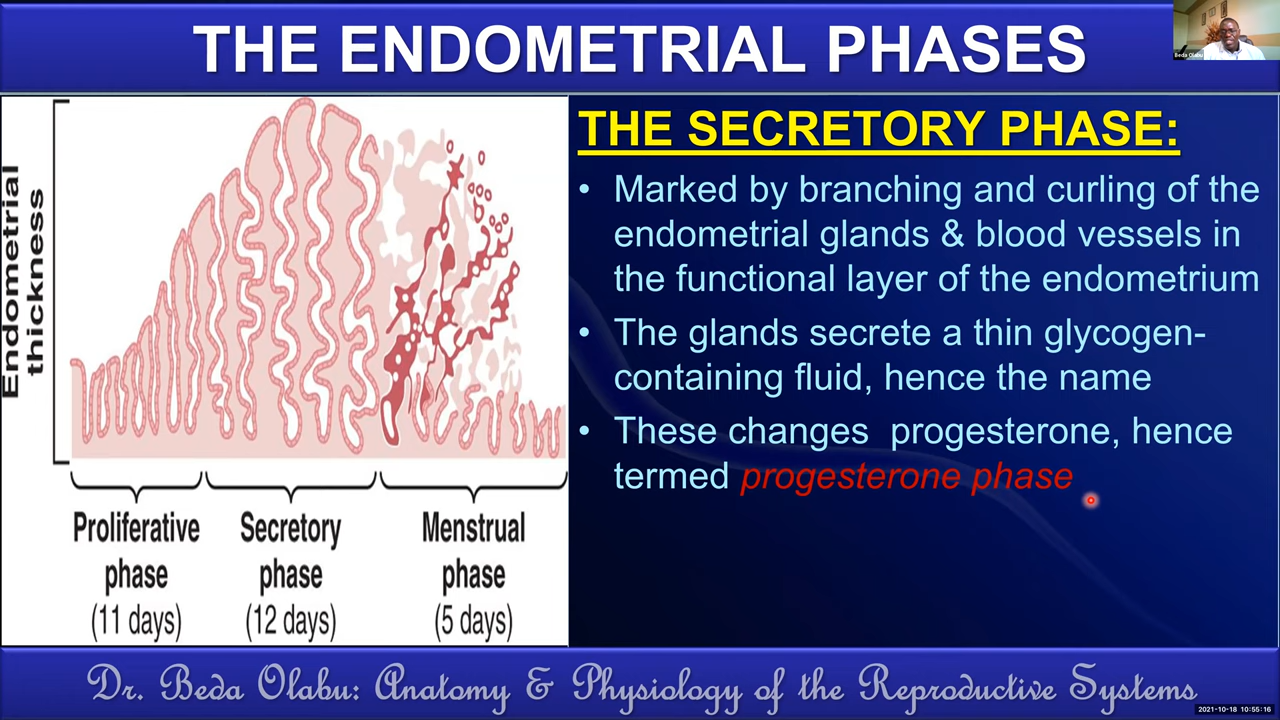 THE ENDOMETRIAL PHASES
Beda Olabu
Endometrial
thickness
Proliferative
phase
(11 days)
Secretory
phase
(12 days)
Menstrual
phase
(5 days)
THE SECRETORY PHASE:
• Marked by branching and curling of the
endometrial glands & blood vessels in
the functional layer of the endometrium
• The glands secrete a thin glycogen-
containing fluid, hence the name
• These changes progesterone, hence
termed progesterone phase
Dr. Beda Olabu: Anatomy & Physiology of the Reproductive Systems
2021-10-18 10:55:16